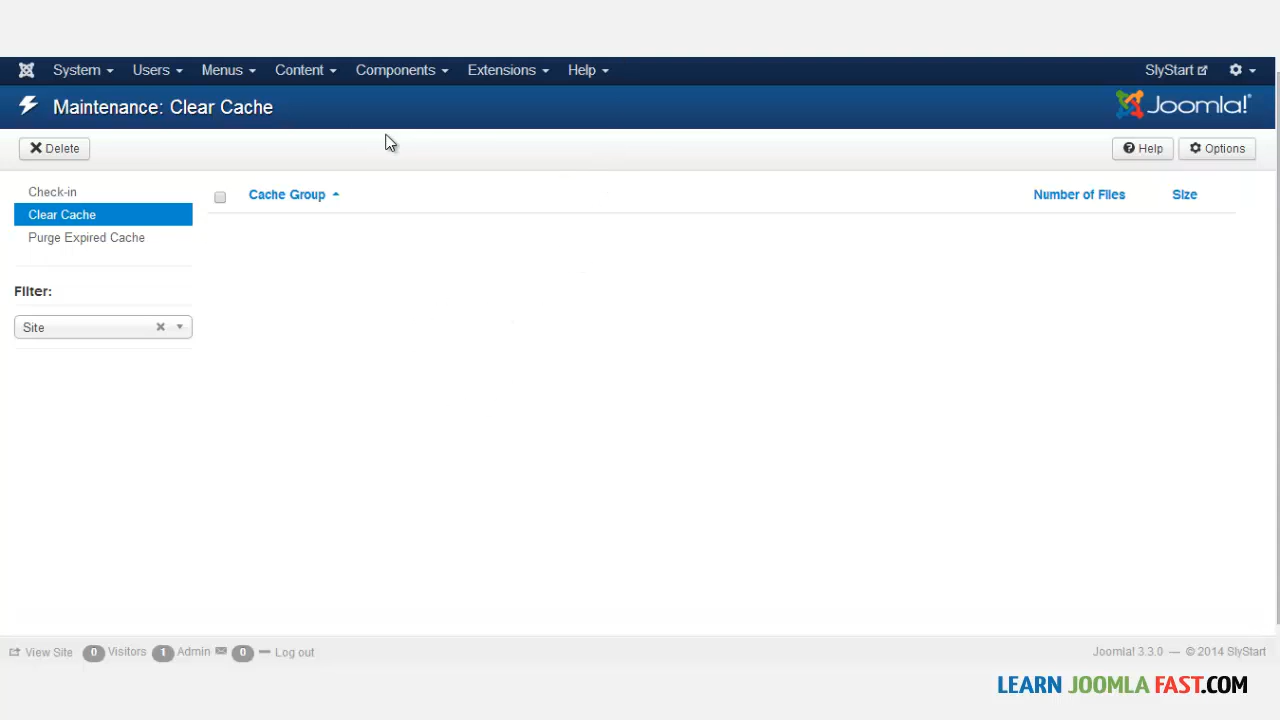 System Users Menus Content Components Extensions Help SlyStart
Maintenance: Clear Cache Joomla!®
Delete Help Options
Check-in
Clear Cache
Purge Expired Cache
Cache Group Number of Files Size
Filter:
Site
View Site 0 Visitors 1 Admin 0 Log out Joomla! 3.3.0 — © 2014 SlyStart
LEARN JOOMLA FAST.COM